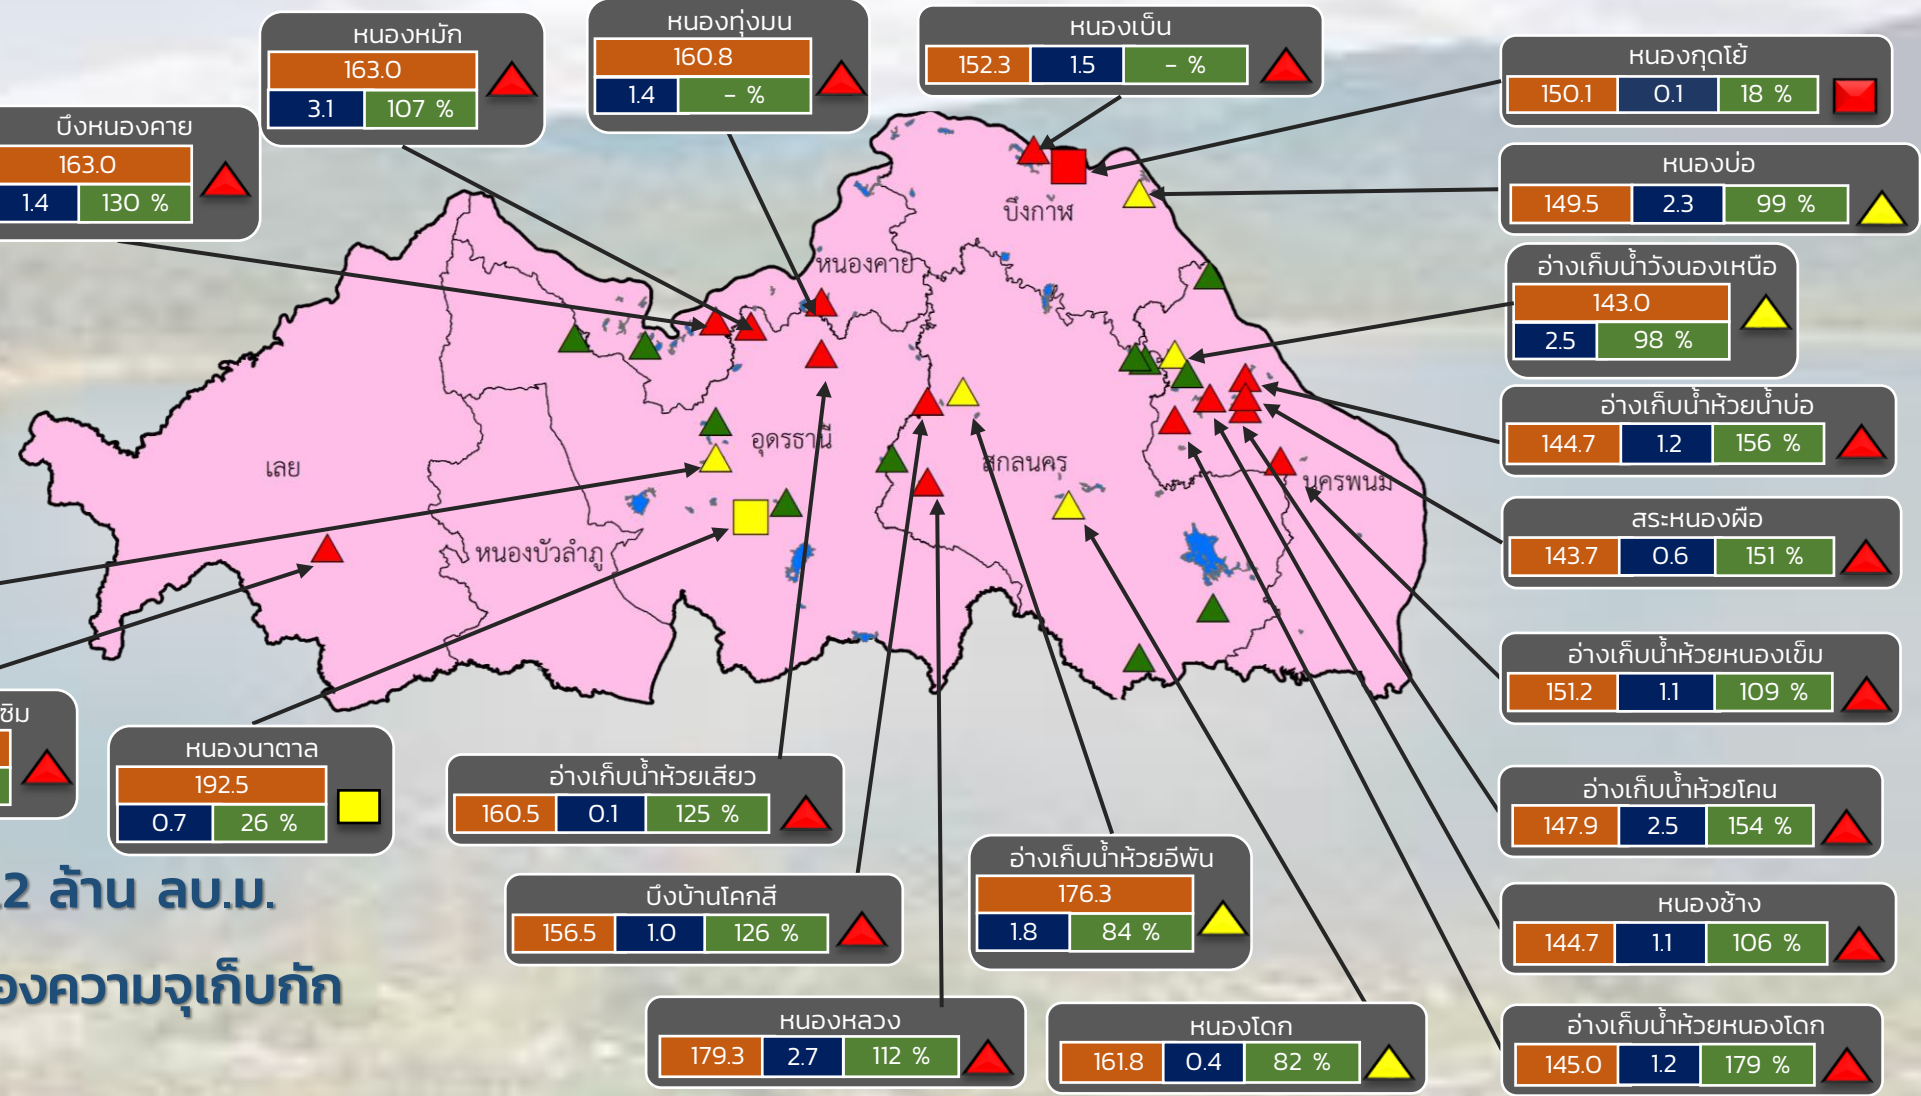 หนองหมัก
163.0
3.1 107 %
หนองทุ่งมน
160.8
1.4 - %
หนองเบ็น
152.3 1.5 - %
หนองกุดโย้
150.1 0.1 18 %
บึงหนองคาย
163.0
1.4 130 %
หนองบ่อ
149.5 2.3 99 %
อ่างเก็บน้ำวังนองเหนือ
143.0
2.5 98 %
อ่างเก็บน้ำห้วยน้ำบ่อ
144.7 1.2 156 %
สระหนองผือ
143.7 0.6 151 %
อ่างเก็บน้ำห้วยหนองเข็ม
151.2 1.1 109 %
อ่างเก็บน้ำห้วยโคน
147.9 2.5 154 %
หนองช้าง
144.7 1.1 106 %
อ่างเก็บน้ำห้วยหนองโดก
145.0 1.2 179 %
บึงกาฬ
หนองคาย
อุดรธานี
เลย
สกลนคร
นครพนม
หนองบัวลำภู
ซิม
หนองนาตาล
192.5
0.7 26 %
อ่างเก็บน้ำห้วยเสียว
160.5 0.1 125 %
บึงบ้านโคกสี
156.5 1.0 126 %
อ่างเก็บน้ำห้วยอีพัน
176.3
1.8 84 %
หนองหลวง
179.3 2.7 112 %
หนองโดก
161.8 0.4 82 %
.2 ล้าน ลบ.ม.
องความจุเก็บกัก